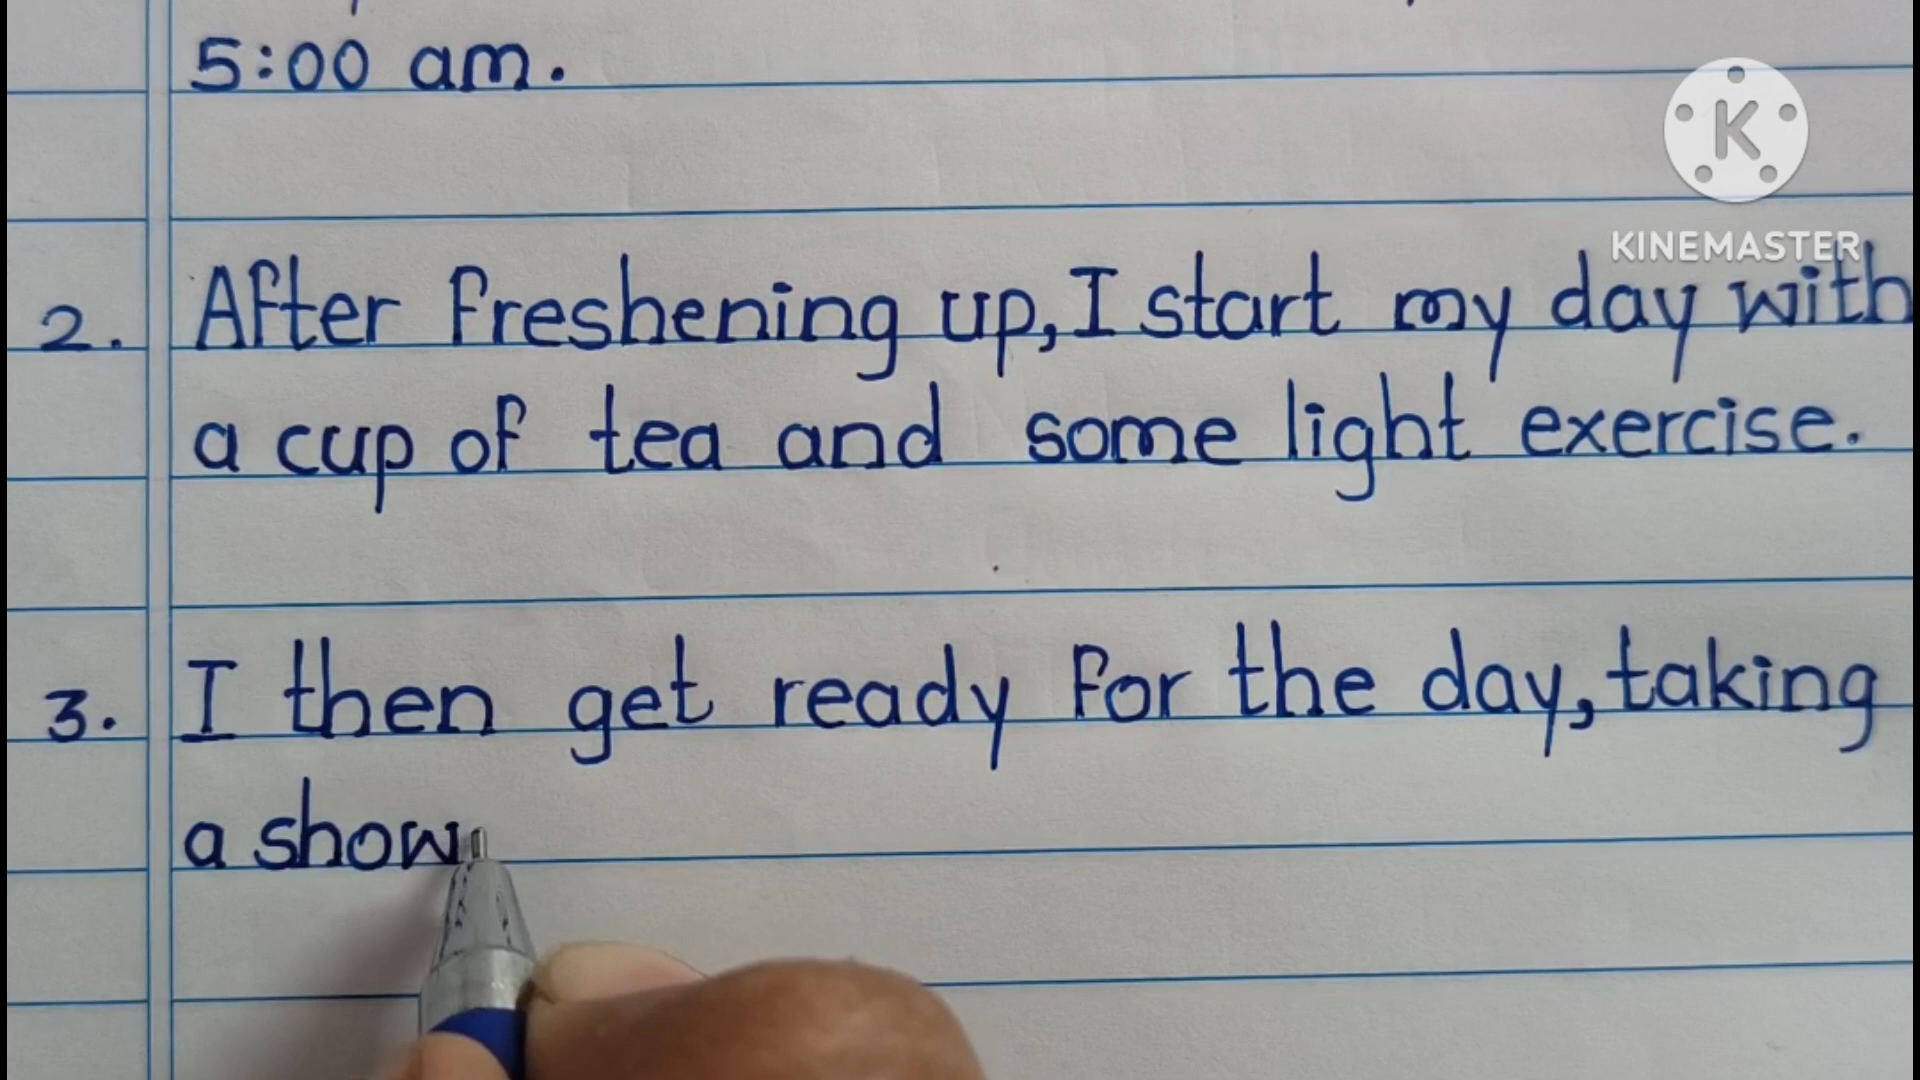 5:00 am.
K
KINEMASTER
2. After freshening up, I start my day with
a cup of tea and some light exercise.
3. I then get ready for the day, taking
a show